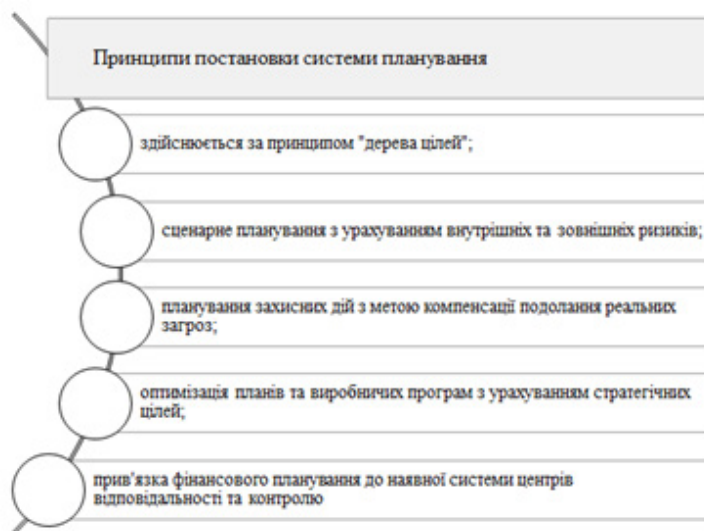 Принципи постановки системи планування
здійснюється за принципом "дерева цілей";
сценарне планування з урахуванням внутрішніх та зовнішніх ризиків;
планування захисних дій з метою компенсації подолання реальних
загроз;
оптимізація планів та виробничих програм з урахуванням стратегічних
цілей;
прив'язка фінансового планування до наявної системи центрів
відповідальності та контролю